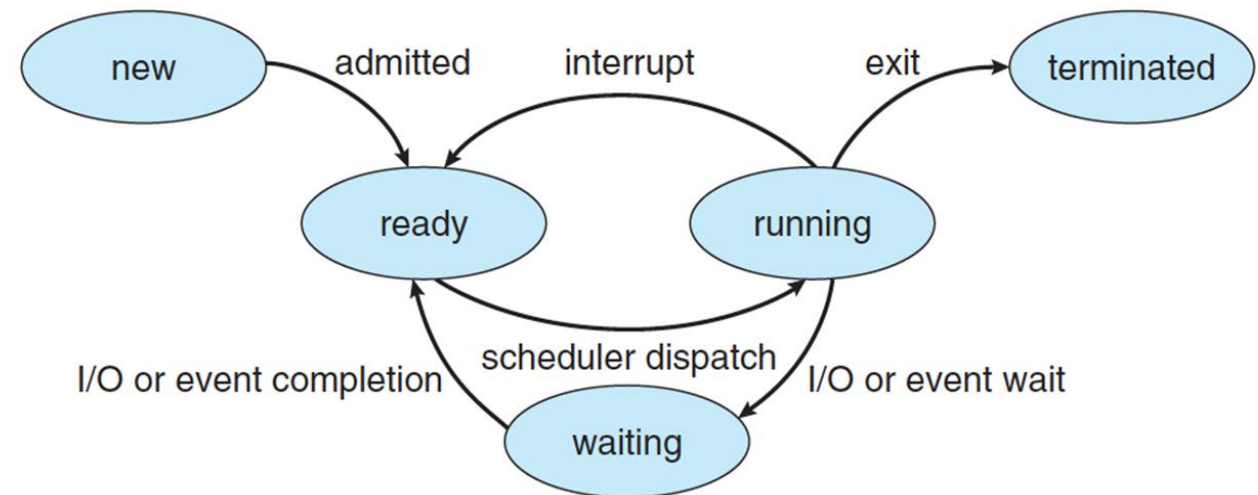 new
admitted
interrupt
exit
terminated
ready
running
scheduler dispatch
I/O or event completion
I/O or event wait
waiting